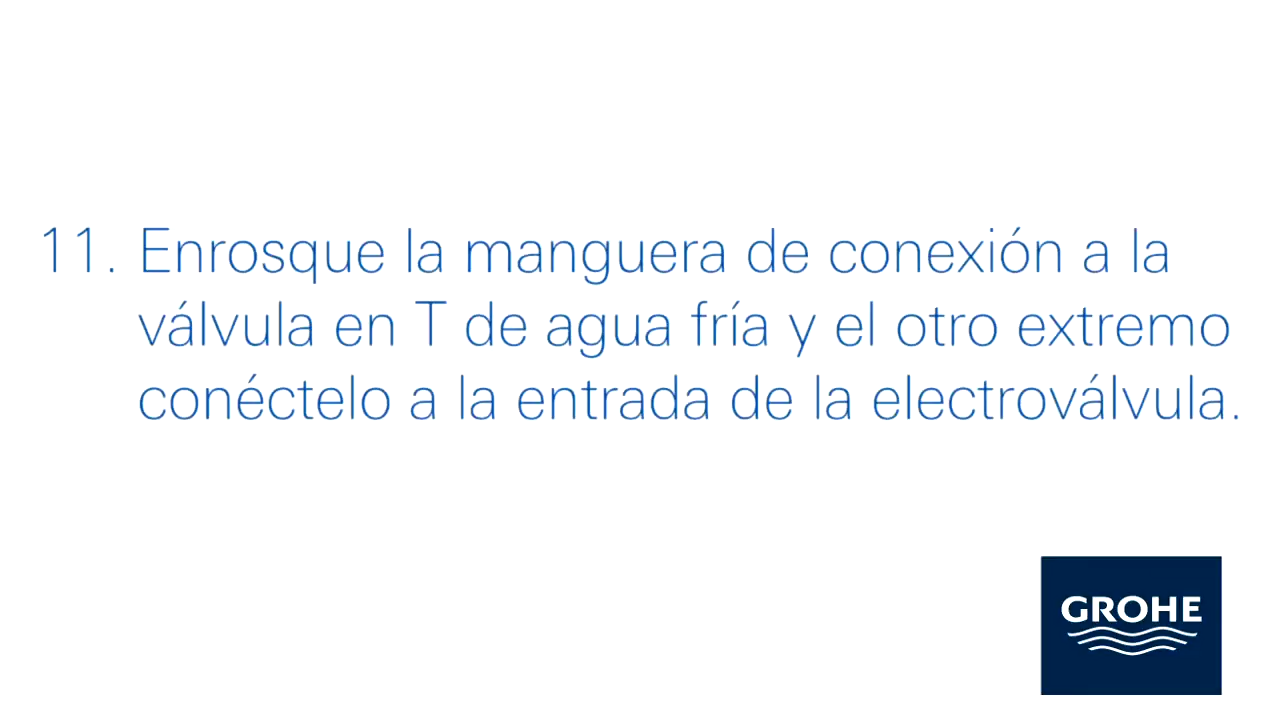 11. Enrosque la manguera de conexión a la
válvula en T de agua fría y el otro extremo
conéctelo a la entrada de la electroválvula.
GROHE